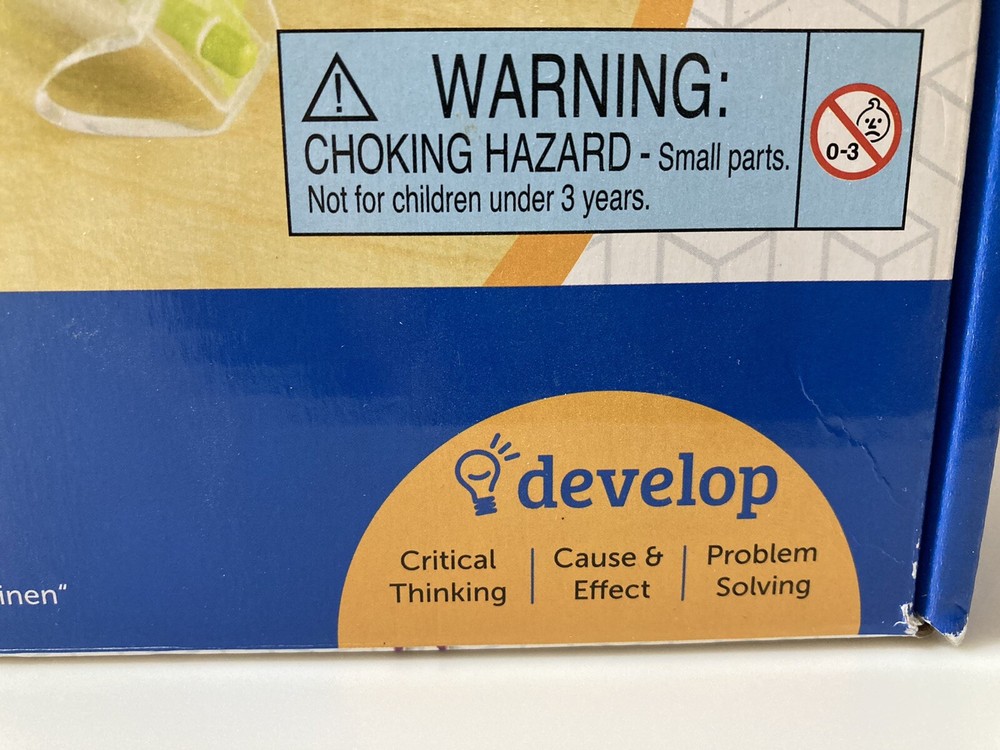 WARNING:
CHOKING HAZARD - Small parts.
Not for children under 3 years.
0-3
develop
Critical Thinking
Cause & Effect
Problem Solving
inen“